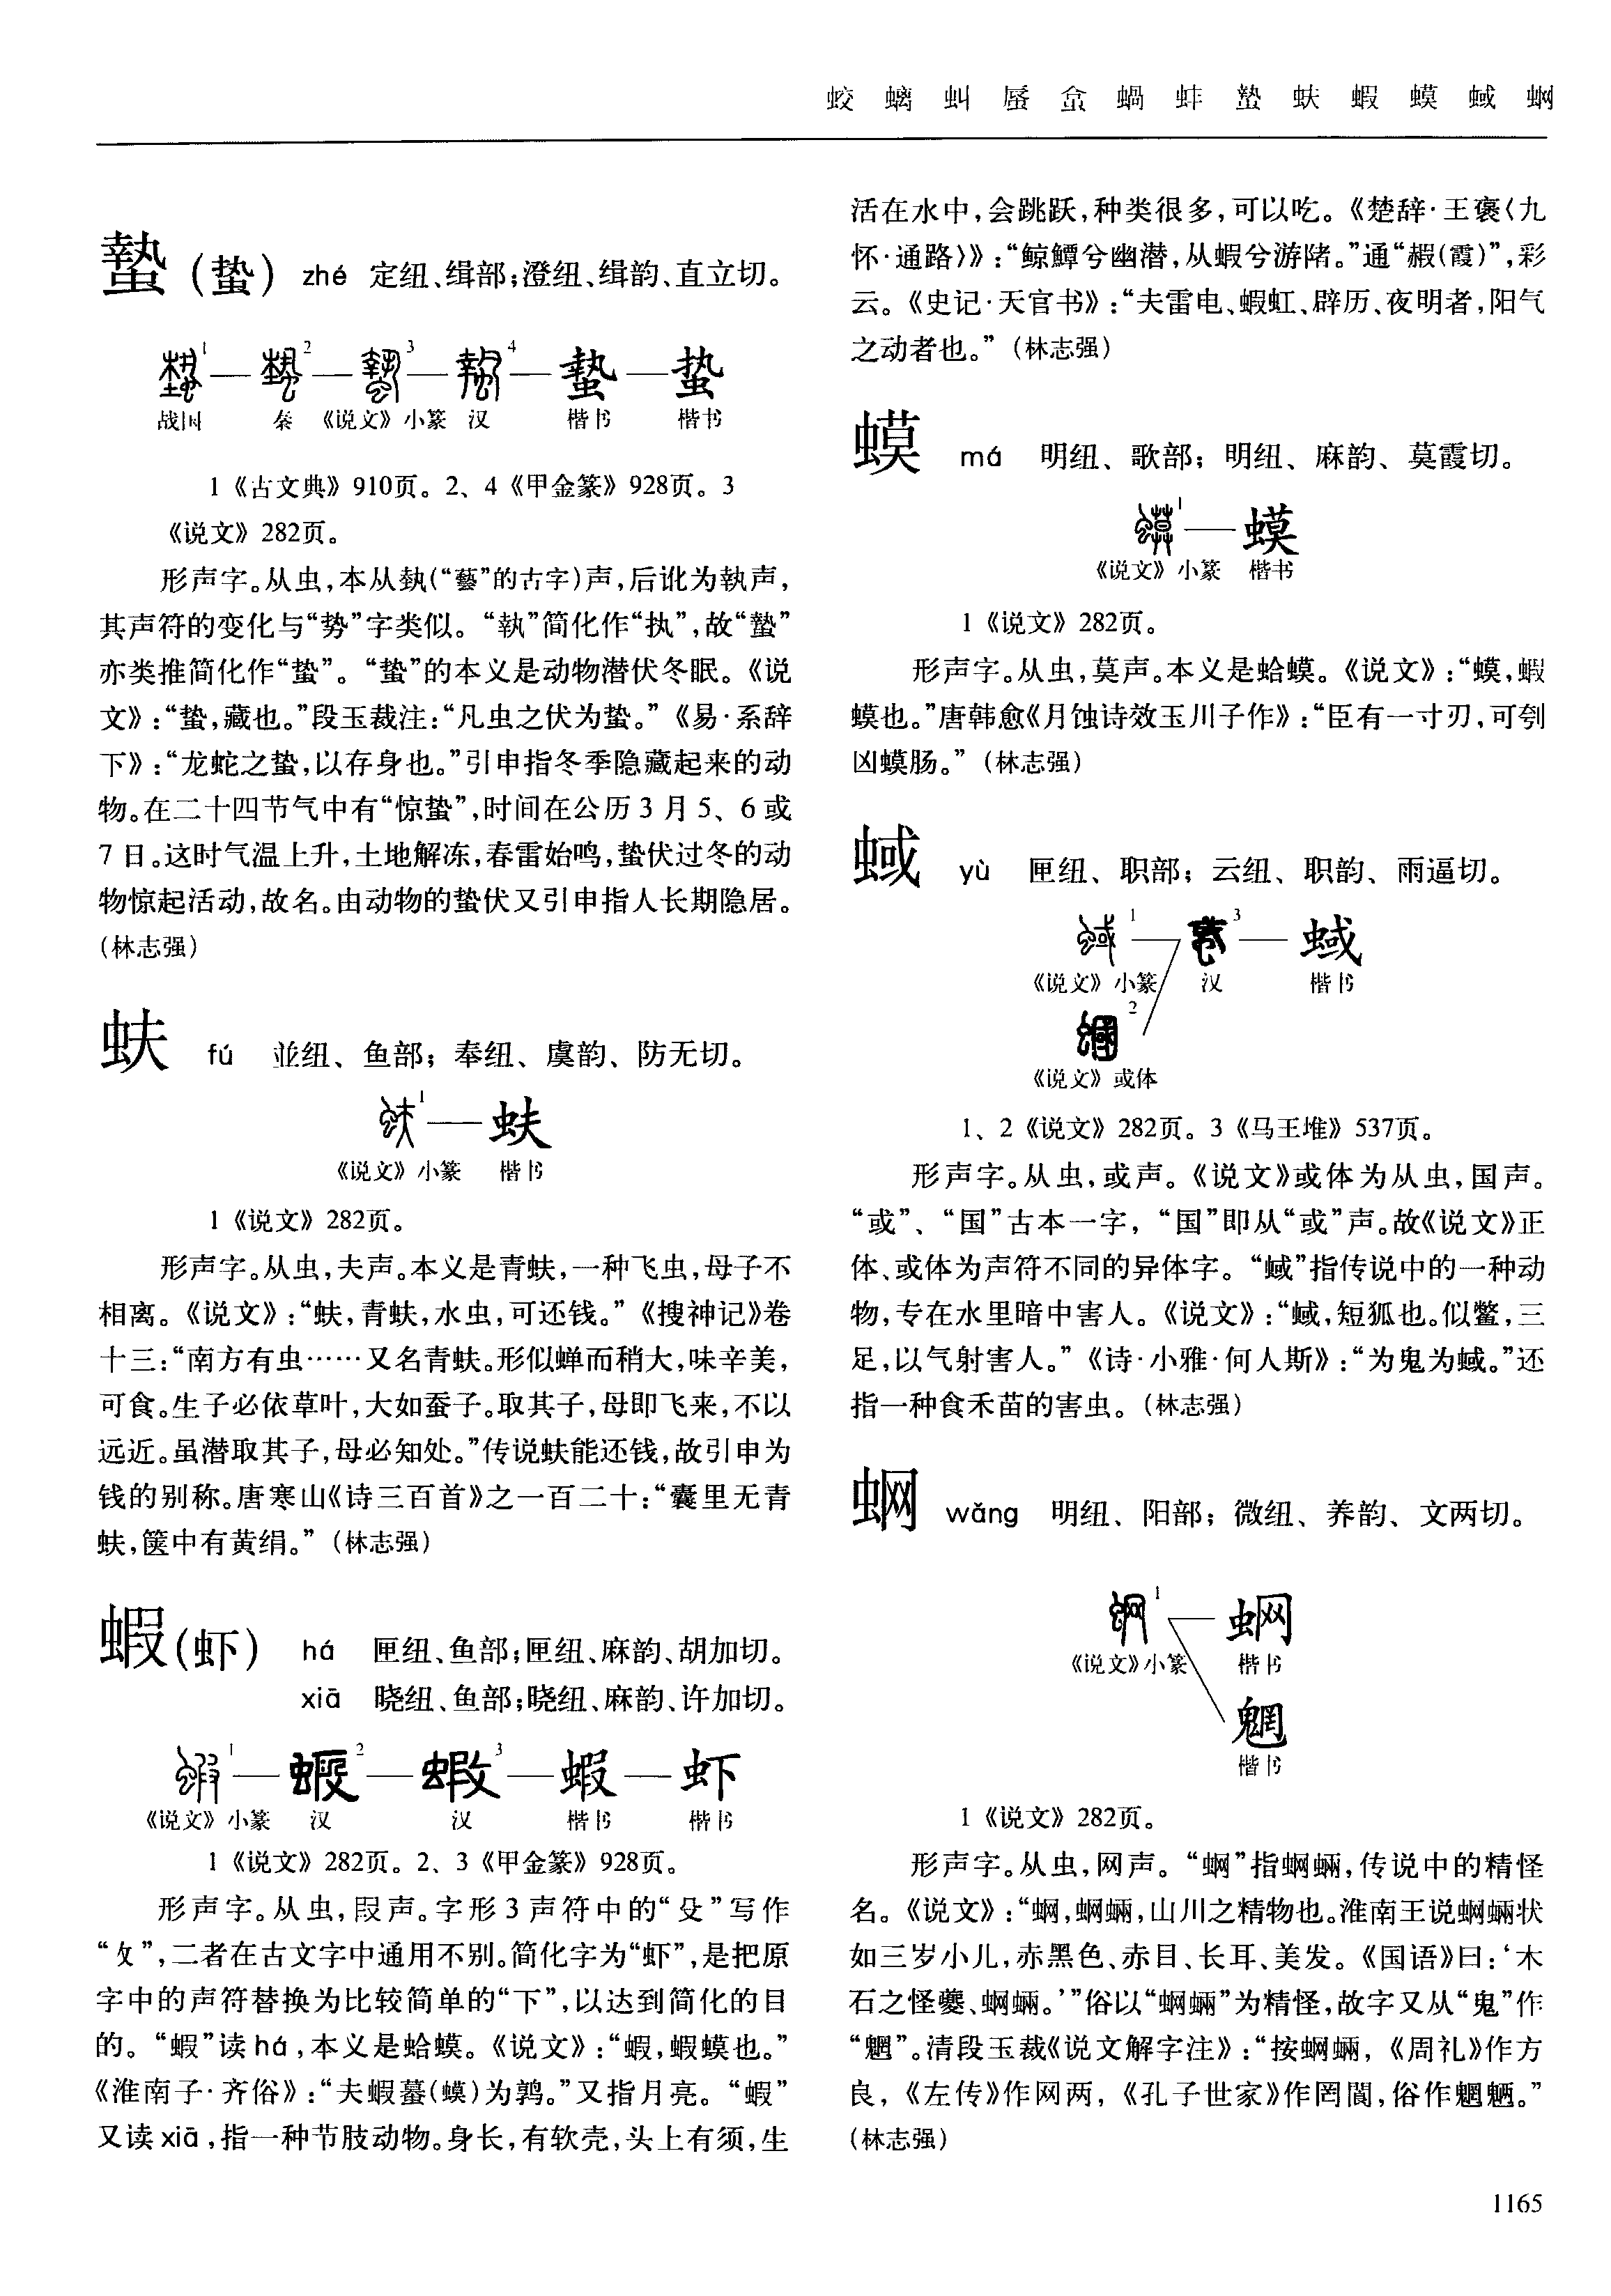 蛟 螭 虯 蜃 䖬 蝸 蚌 蟄 蚨 蝦 蟆 蜮 蝄
蟄(蛰) zhé 定纽、缉部;澄纽、缉韵、直立切。
1 — 2 — 3 — 4 — 蟄 — 蛰
战国 秦 《说文》小篆 汉 楷书 楷书
1《古文典》910页。2、4《甲金篆》928页。3
《说文》282页。
形声字。从虫,本从埶(“藝”的古字)声,后讹为執声,
其声符的变化与“势”字类似。“執”简化作“执”,故“蟄”
亦类推简化作“蛰”。“蛰”的本义是动物潜伏冬眠。《说
文》:“蛰,藏也。”段玉裁注:“凡虫之伏为蛰。”《易·系辞
下》:“龙蛇之蛰,以存身也。”引申指冬季隐藏起来的动
物。在二十四节气中有“惊蛰”,时间在公历3月5、6或
7日。这时气温上升,土地解冻,春雷始鸣,蛰伏过冬的动
物惊起活动,故名。由动物的蛰伏又引申指人长期隐居。
(林志强)
蚨 fú 並纽、鱼部;奉纽、虞韵、防无切。
1 — 蚨
《说文》小篆 楷书
1《说文》282页。
形声字。从虫,夫声。本义是青蚨,一种飞虫,母子不
相离。《说文》:“蚨,青蚨,水虫,可还钱。”《搜神记》卷
十三:“南方有虫……又名青蚨。形似蝉而稍大,味辛美,
可食。生子必依草叶,大如蚕子。取其子,母即飞来,不以
远近。虽潜取其子,母必知处。”传说蚨能还钱,故引申为
钱的别称。唐寒山《诗三百首》之一百二十:“囊里无青
蚨,箧中有黄绢。”(林志强)
蝦(虾) há 匣纽、鱼部;匣纽、麻韵、胡加切。
xiā 晓纽、鱼部;晓纽、麻韵、许加切。
1 — 2 — 3 — 蝦 — 虾
《说文》小篆 汉 汉 楷书 楷书
1《说文》282页。2、3《甲金篆》928页。
形声字。从虫,叚声。字形3声符中的“殳”写作
“攵”,二者在古文字中通用不别。简化字为“虾”,是把原
字中的声符替换为比较简单的“下”,以达到简化的目
的。“蝦”读há,本义是蛤蟆。《说文》:“蝦,蝦蟆也。”
《淮南子·齐俗》:“夫蝦蟇(蟆)为鹑。”又指月亮。“蝦”
又读xiā,指一种节肢动物。身长,有软壳,头上有须,生
活在水中,会跳跃,种类很多,可以吃。《楚辞·王褒〈九
怀·通路〉》:“鲸鱏兮幽潜,从蝦兮游陼。”通“赮(霞)”,彩
云。《史记·天官书》:“夫雷电、蝦虹、辟历、夜明者,阳气
之动者也。”(林志强)
蟆 má 明纽、歌部;明纽、麻韵、莫霞切。
1 — 蟆
《说文》小篆 楷书
1《说文》282页。
形声字。从虫,莫声。本义是蛤蟆。《说文》:“蟆,蝦
蟆也。”唐韩愈《月蚀诗效玉川子作》:“臣有一寸刃,可刳
凶蟆肠。”(林志强)
蜮 yù 匣纽、职部;云纽、职韵、雨逼切。
1 — 3 — 蜮
《说文》小篆 汉 楷书
2
《说文》或体
1、2《说文》282页。3《马王堆》537页。
形声字。从虫,或声。《说文》或体为从虫,国声。
“或”、“国”古本一字,“国”即从“或”声。故《说文》正
体、或体为声符不同的异体字。“蜮”指传说中的一种动
物,专在水里暗中害人。《说文》:“蜮,短狐也。似鳖,三
足,以气射害人。”《诗·小雅·何人斯》:“为鬼为蜮。”还
指一种食禾苗的害虫。(林志强)
蝄 wǎng 明纽、阳部;微纽、养韵、文两切。
1 — 蝄
《说文》小篆 楷书
魍
楷书
1《说文》282页。
形声字。从虫,网声。“蝄”指蝄蜽,传说中的精怪
名。《说文》:“蝄,蝄蜽,山川之精物也。淮南王说蝄蜽状
如三岁小儿,赤黑色、赤目、长耳、美发。《国语》曰:‘木
石之怪夔、蝄蜽。’”俗以“蝄蜽”为精怪,故字又从“鬼”作
“魍”。清段玉裁《说文解字注》:“按蝄蜽,《周礼》作方
良,《左传》作网两,《孔子世家》作罔閬,俗作魍魉。”
(林志强)
1165